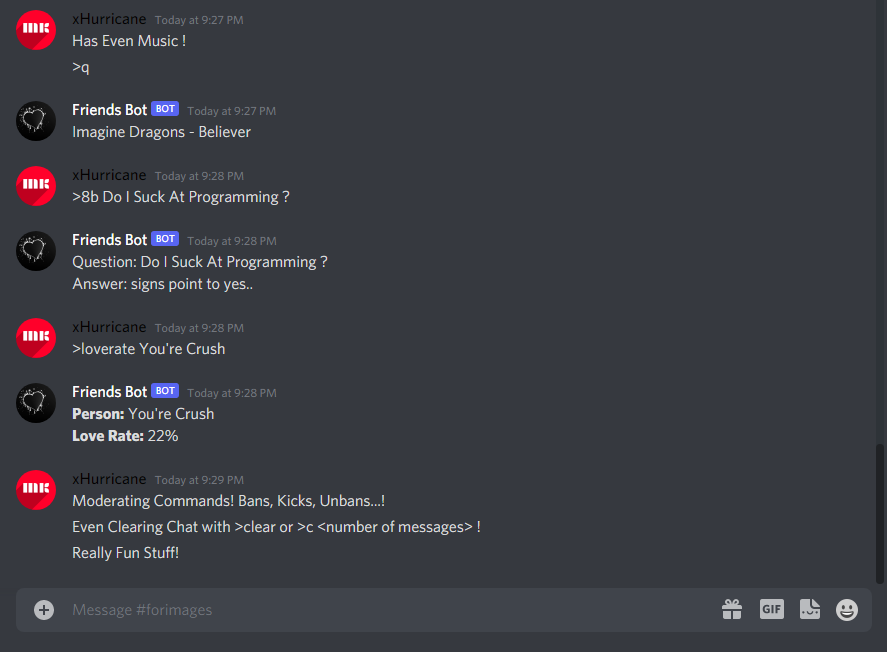 xHurricane Today at 9:27 PM
Has Even Music !
>q
Friends Bot BOT Today at 9:27 PM
Imagine Dragons - Believer
xHurricane Today at 9:28 PM
>8b Do I Suck At Programming ?
Friends Bot BOT Today at 9:28 PM
Question: Do I Suck At Programming ?
Answer: signs point to yes..
xHurricane Today at 9:28 PM
>loverate You're Crush
Friends Bot BOT Today at 9:28 PM
Person: You're Crush
Love Rate: 22%
xHurricane Today at 9:29 PM
Moderating Commands! Bans, Kicks, Unbans...!
Even Clearing Chat with >clear or >c <number of messages> !
Really Fun Stuff!
Message #forimages GIF